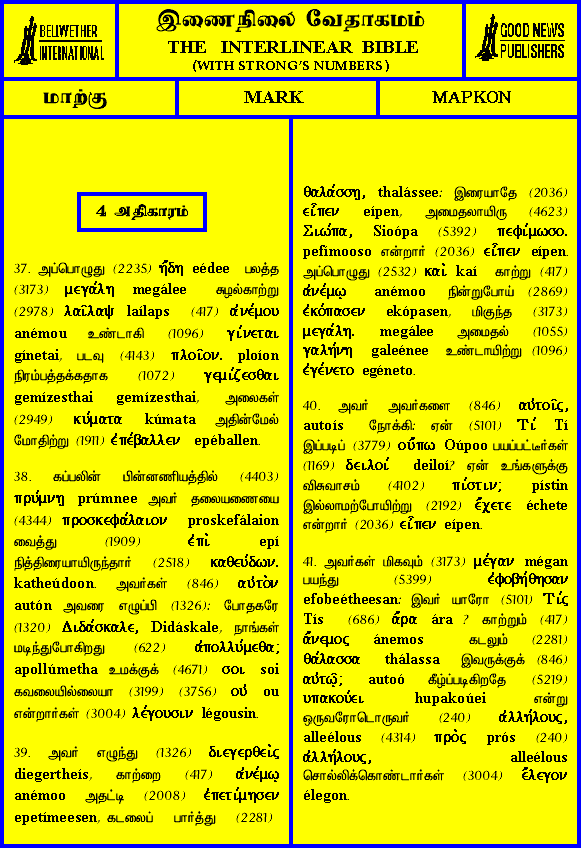 BELLWETHER
INTERNATIONAL
இணைநிலை வேதாகமம்
THE INTERLINEAR BIBLE
(WITH STRONG'S NUMBERS)
GOOD NEWS
PUBLISHERS
மாற்கு
MARK
ΜΑΡΚΟΝ
4 அதிகாரம்
37. அப்பொழுது (2235) ἤδη eédee பலத்த
(3173) μεγάλη megálee சுழல்காற்று
(2978) λαῖλαψ laílaps (417) ἀνέμου
anémou உண்டாகி (1096) γίνεται
gínetai, படவு (4143) πλοῖον. ploíon
நிரம்பத்தக்கதாக (1072) γεμίζεσθαι
gemízesthai gemízesthai, அலைகள்
(2949) κύματα kúmata அதின்மேல்
மோதிற்று (1911) ἐπέβαλλεν epéballen.
38. கப்பலின் பின்னணியத்தில் (4403)
πρύμνῃ prúmnee அவர் தலையணையை
(4344) προσκεφάλαιον proskefálaion
வைத்து (1909) ἐπὶ epí
நித்திரையாயிருந்தார் (2518) καθεύδων.
katheúdoon. அவர்கள் (846) αὐτὸν
autón அவரை எழுப்பி (1326): போதகரே
(1320) Διδάσκαλε, Didáskale, நாங்கள்
மடிந்துபோகிறது (622) ἀπολλύμεθα;
apollúmetha உமக்குக் (4671) σοι soi
கவலையில்லையா (3199) (3756) οὐ ou
என்றார்கள் (3004) λέγουσιν légousin.
39. அவர் எழுந்து (1326) διεγερθεὶς
diegertheís, காற்றை (417) ἀνέμῳ
anémoo அதட்டி (2008) ἐπετίμησεν
epetímeesen, கடலைப் பார்த்து (2281)
θαλάσσῃ, thalássee: இரையாதே (2036)
εἶπεν eípen, அமைதலாயிரு (4623)
Σιώπα, Sioópa (5392) πεφίμωσο.
pefímooso என்றார் (2036) εἶπεν eípen.
அப்பொழுது (2532) καὶ kaí காற்று (417)
ἀνέμῳ anémoo நின்றுபோய் (2869)
ἐκόπασεν ekópasen, மிகுந்த (3173)
μεγάλη. megálee அமைதல் (1055)
γαλήνη galeénee உண்டாயிற்று (1096)
ἐγένετο egéneto.
40. அவர் அவர்களை (846) αὐτοῖς,
autoís நோக்கி: ஏன் (5101) Τί Tí
இப்படிப் (3779) οὔπω Oúpoo பயப்பட்டீர்கள்
(1169) δειλοί deiloí? ஏன் உங்களுக்கு
விசுவாசம் (4102) πίστιν; pístin
இல்லாமற்போயிற்று (2192) ἔχετε échete
என்றார் (2036) εἶπεν eípen.
41. அவர்கள் மிகவும் (3173) μέγαν mégan
பயந்து (5399) ἐφοβήθησαν
efobeétheesan: இவர் யாரோ (5101) Τίς
Tís (686) ἄρα ára ? காற்றும் (417)
ἄνεμος ánemos கடலும் (2281)
θάλασσα thálassa இவருக்குக் (846)
αὐτῷ; autoó கீழ்ப்படிகிறதே (5219)
υπακούει hupakoúei என்று
ஒருவரோடொருவர் (240) ἀλλήλους,
alleélous (4314) πρὸς prós (240)
ἀλλήλους, alleélous
சொல்லிக்கொண்டார்கள் (3004) ἔλεγον
élegon.